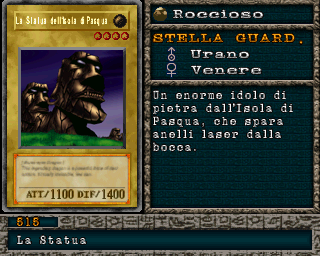 La Statua dell'Isola di Pasqua
ATT/1100 DIF/1400
Roccioso
STELLA GUARD.
♂ Urano
♀ Venere
Un enorme idolo di
pietra dall'Isola di
Pasqua, che spara
anelli laser dalla
bocca.
515
La Statua